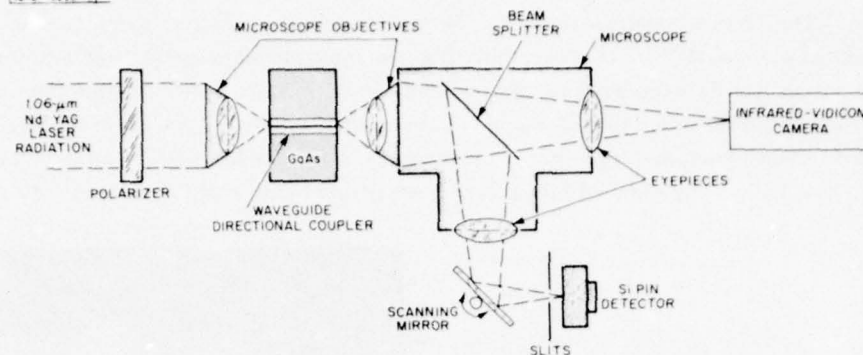 BEAM
SPLITTER
MICROSCOPE OBJECTIVES
MICROSCOPE
1.06-μm
Nd YAG
LASER
RADIATION
GaAs
INFRARED-VIDICON
CAMERA
POLARIZER
EYEPIECES
WAVEGUIDE
DIRECTIONAL COUPLER
Si PIN
DETECTOR
SCANNING
MIRROR
SLITS